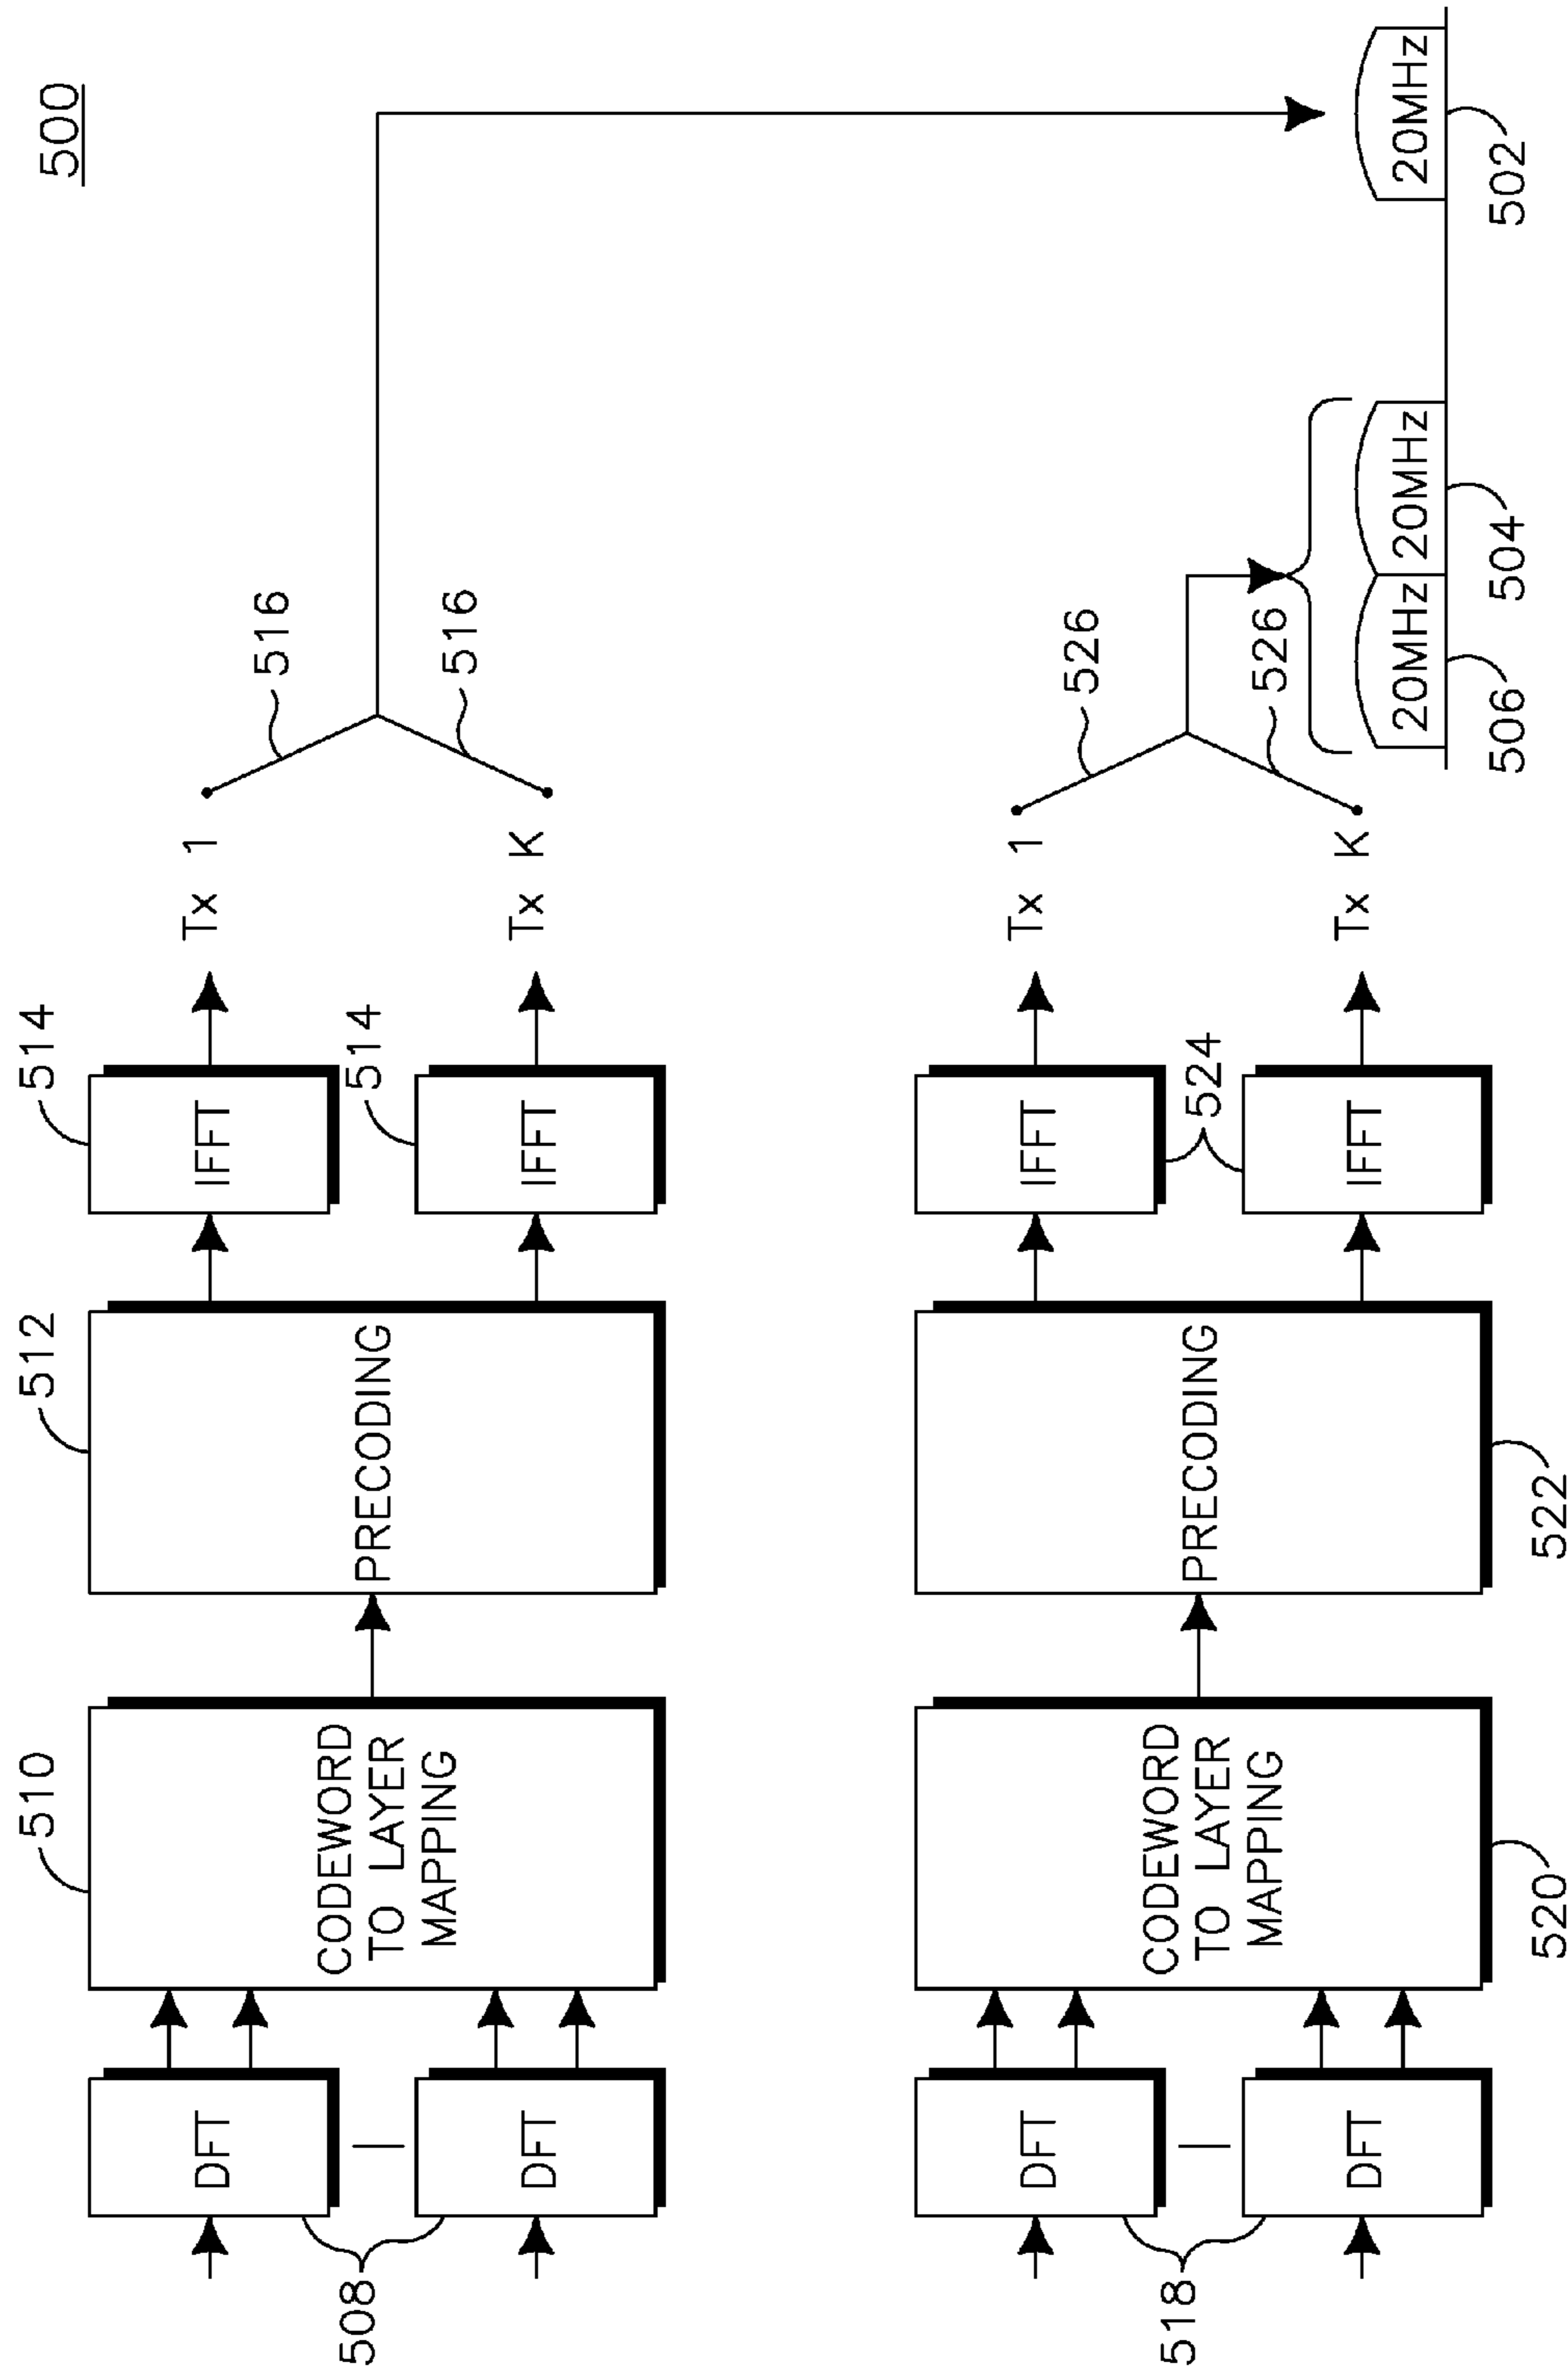 500
508
DFT
DFT
510
CODEWORD
TO LAYER
MAPPING
512
PRECODING
514
IFFT
514
IFFT
Tx 1
Tx K
516
516
518
DFT
DFT
CODEWORD
TO LAYER
MAPPING
520
PRECODING
522
IFFT
524
IFFT
Tx 1
Tx K
526
526
20MHz
20MHz
20MHz
506
504
502